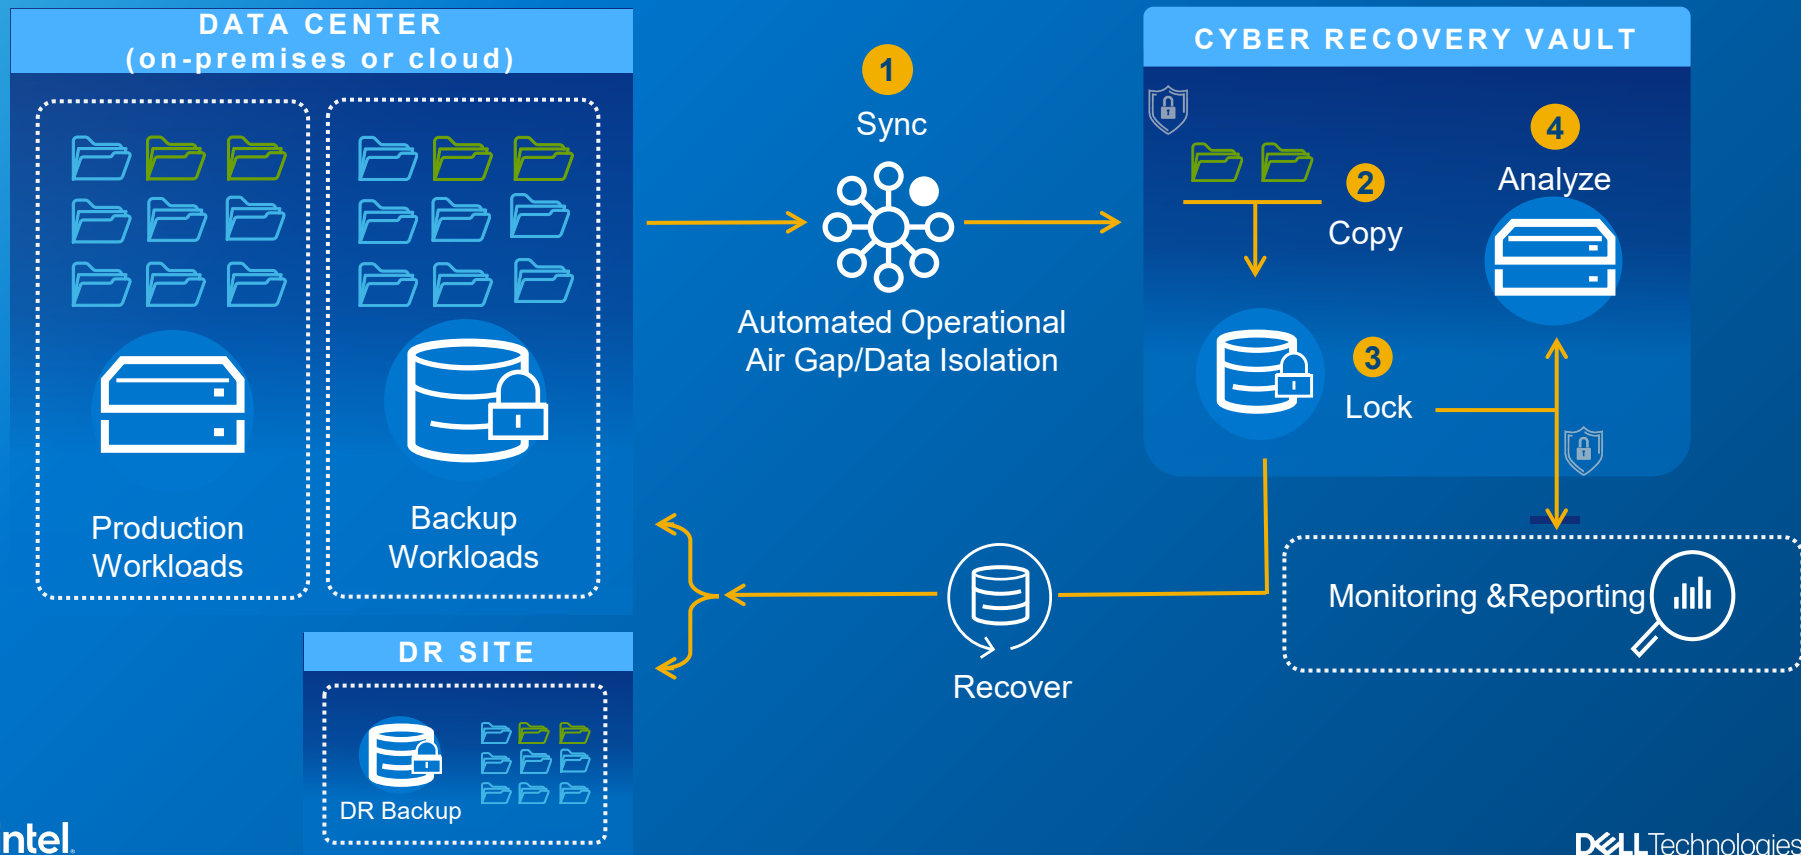 DATA CENTER
(on-premises or cloud)
Production
Workloads
Backup
Workloads
1
Sync
Automated Operational
Air Gap/Data Isolation
CYBER RECOVERY VAULT
2
Copy
3
Lock
4
Analyze
Monitoring &Reporting
Recover
DR SITE
DR Backup
ntel.
DELLTechnologies